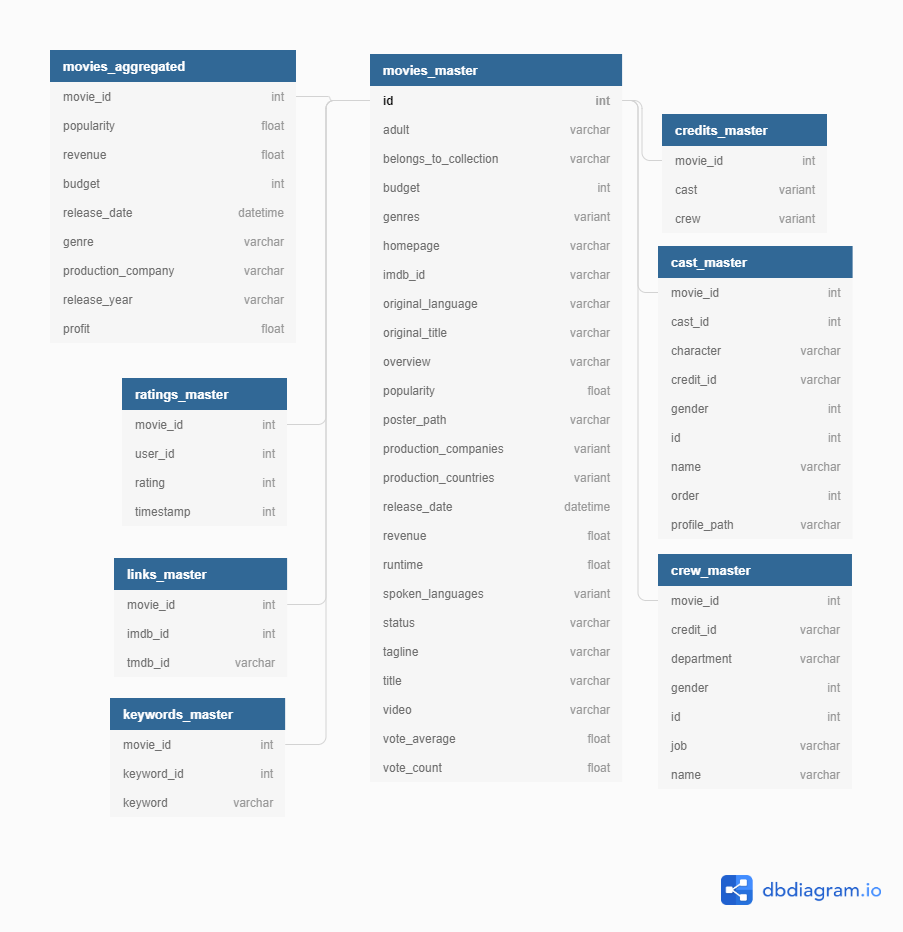 movies_aggregated
movie_id int
popularity float
revenue float
budget int
release_date datetime
genre varchar
production_company varchar
release_year varchar
profit float
ratings_master
movie_id int
user_id int
rating int
timestamp int
links_master
movie_id int
imdb_id int
tmdb_id varchar
keywords_master
movie_id int
keyword_id int
keyword varchar
movies_master
id int
adult varchar
belongs_to_collection varchar
budget int
genres variant
homepage varchar
imdb_id varchar
original_language varchar
original_title varchar
overview varchar
popularity float
poster_path varchar
production_companies variant
production_countries variant
release_date datetime
revenue float
runtime float
spoken_languages variant
status varchar
tagline varchar
title varchar
video varchar
vote_average float
vote_count float
credits_master
movie_id int
cast variant
crew variant
cast_master
movie_id int
cast_id int
character varchar
credit_id varchar
gender int
id int
name varchar
order int
profile_path varchar
crew_master
movie_id int
credit_id varchar
department varchar
gender int
id int
job varchar
name varchar
dbdiagram.io